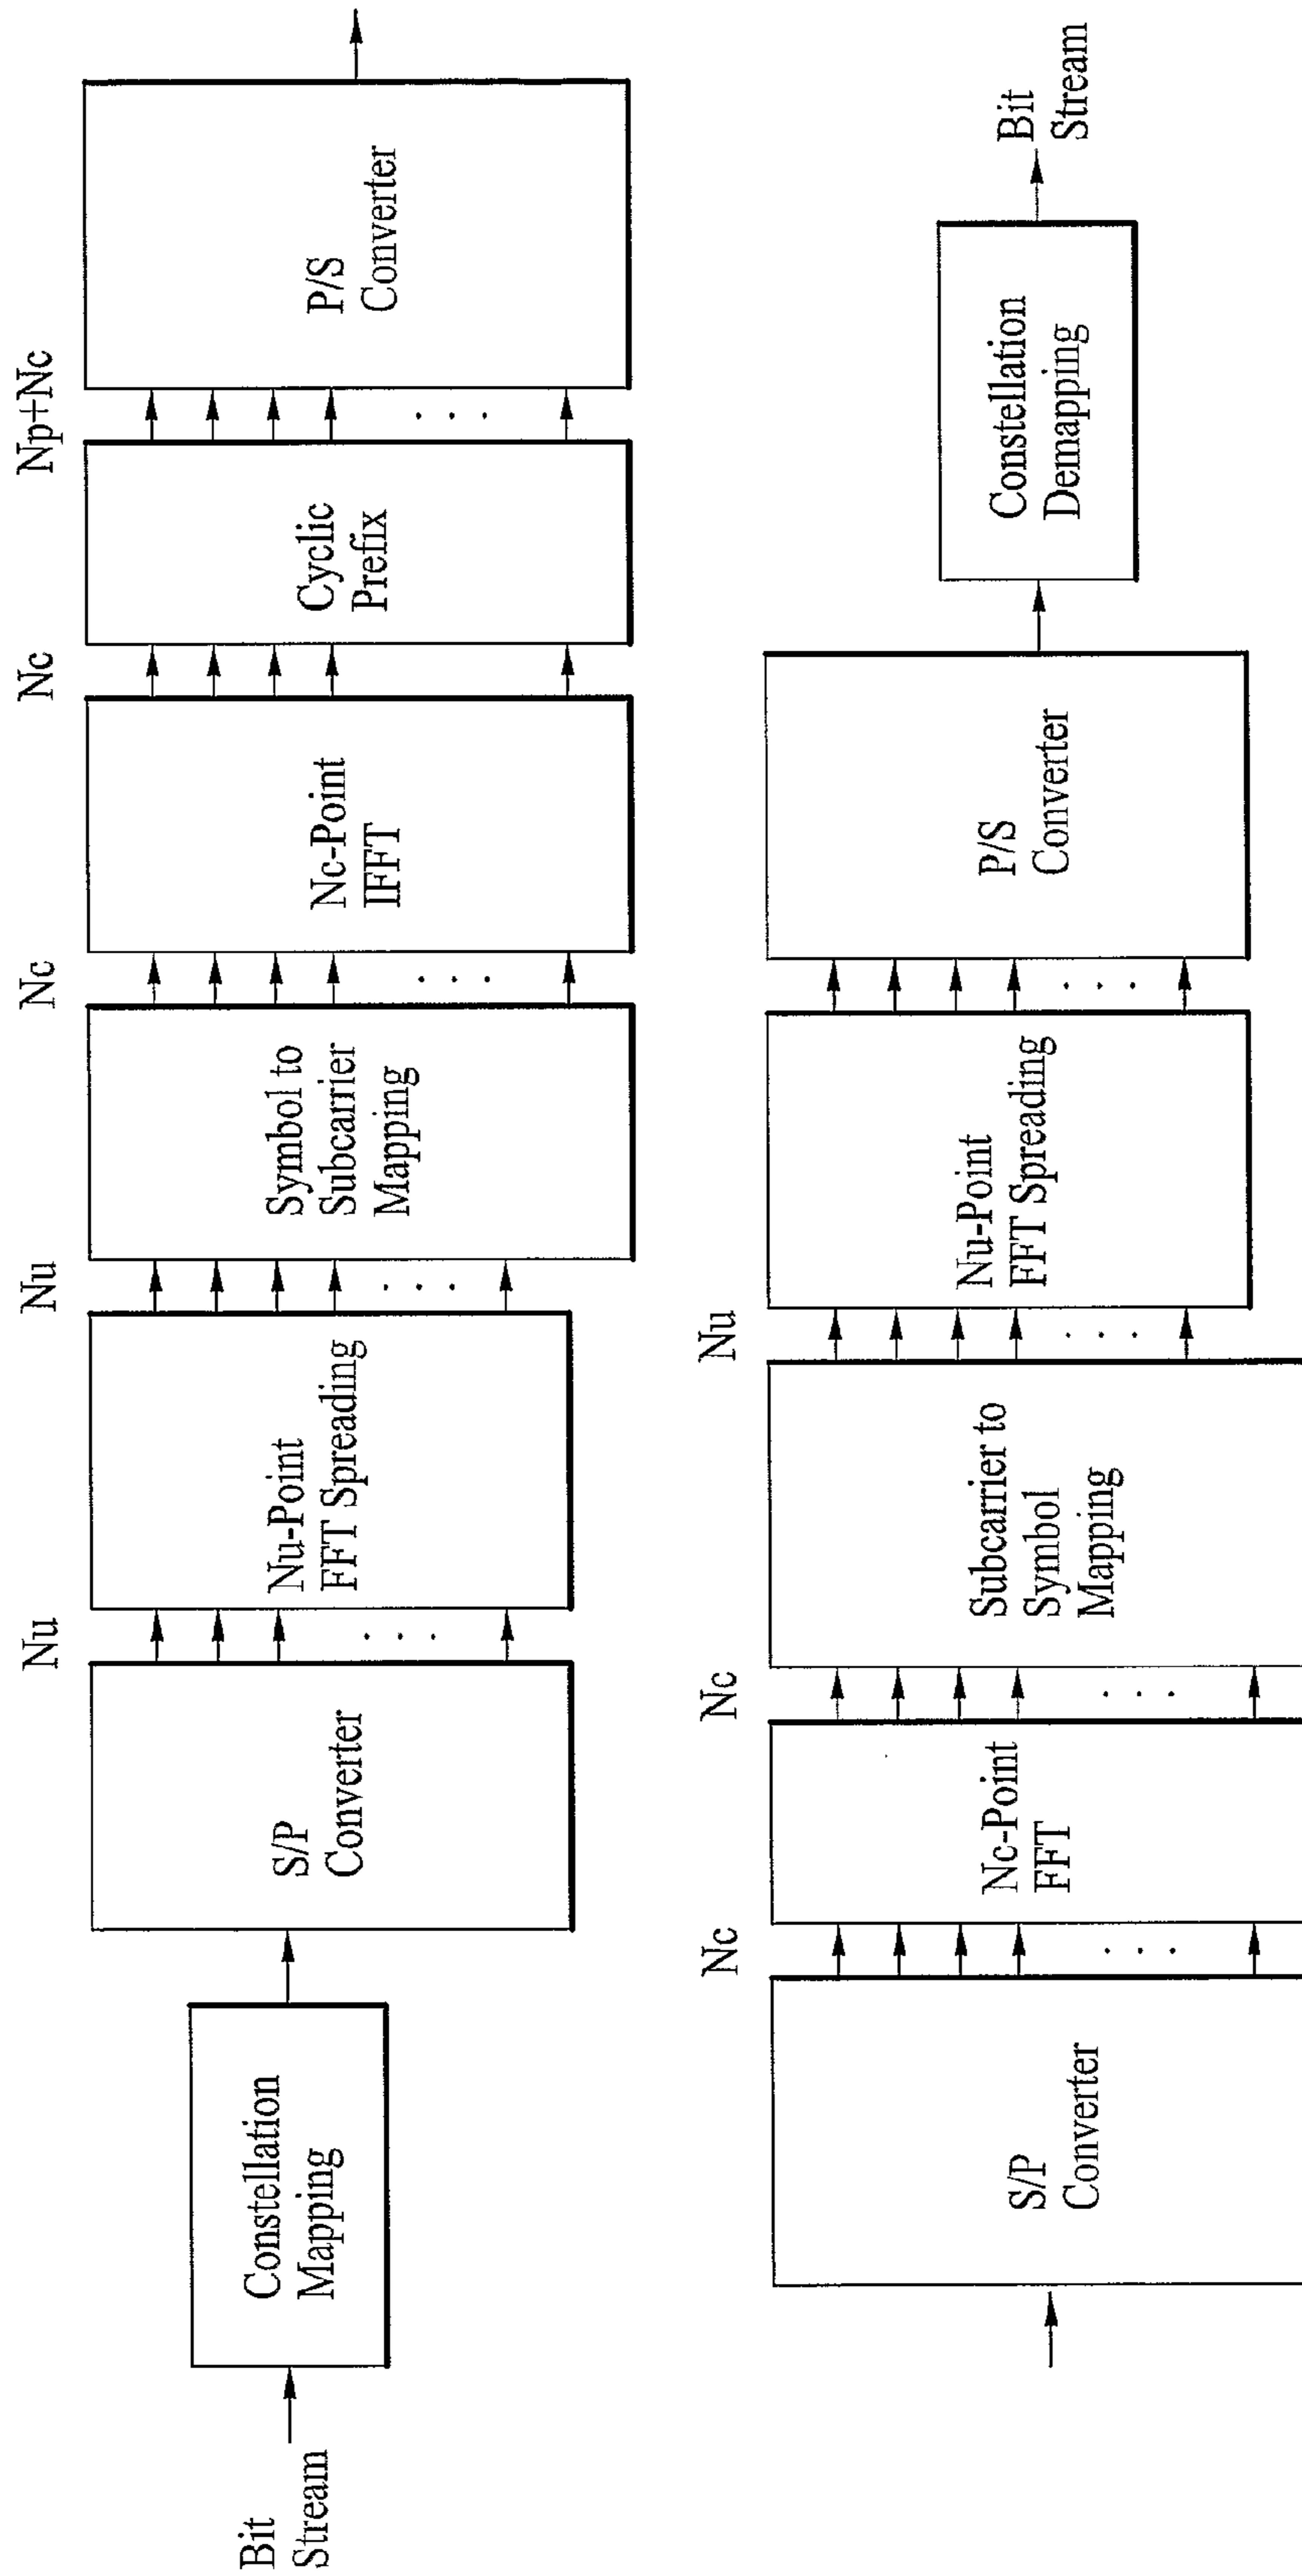 Bit
Stream
Constellation
Mapping
S/P
Converter
Nu
Nu-Point
FFT Spreading
Nu
Symbol to
Subcarrier
Mapping
Nc
Nc-Point
IFFT
Nc
Cyclic
Prefix
Np+Nc
P/S
Converter
S/P
Converter
Nc
Nc-Point
FFT
Nc
Subcarrier to
Symbol
Mapping
Nu
Nu-Point
FFT Spreading
P/S
Converter
Constellation
Demapping
Bit
Stream